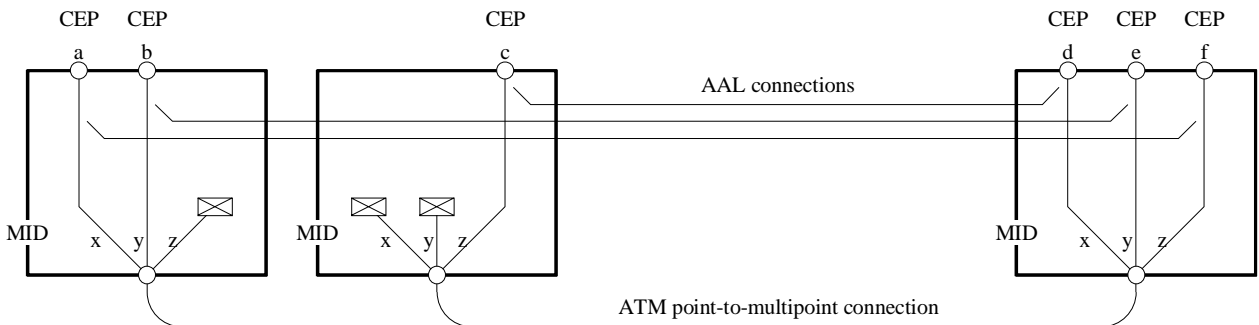 CEP CEP CEP CEP CEP CEP
a b c d e f
AAL connections
MID x y z MID x y z MID x y z
ATM point-to-multipoint connection